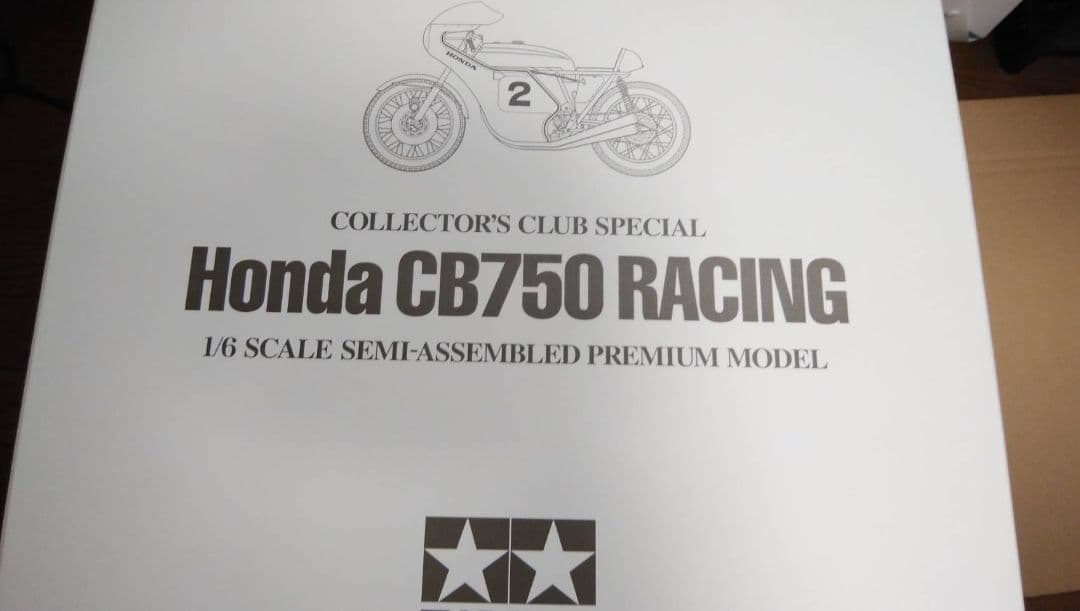 HONDA
2
COLLECTOR'S CLUB SPECIAL
Honda CB750 RACING
1/6 SCALE SEMI-ASSEMBLED PREMIUM MODEL